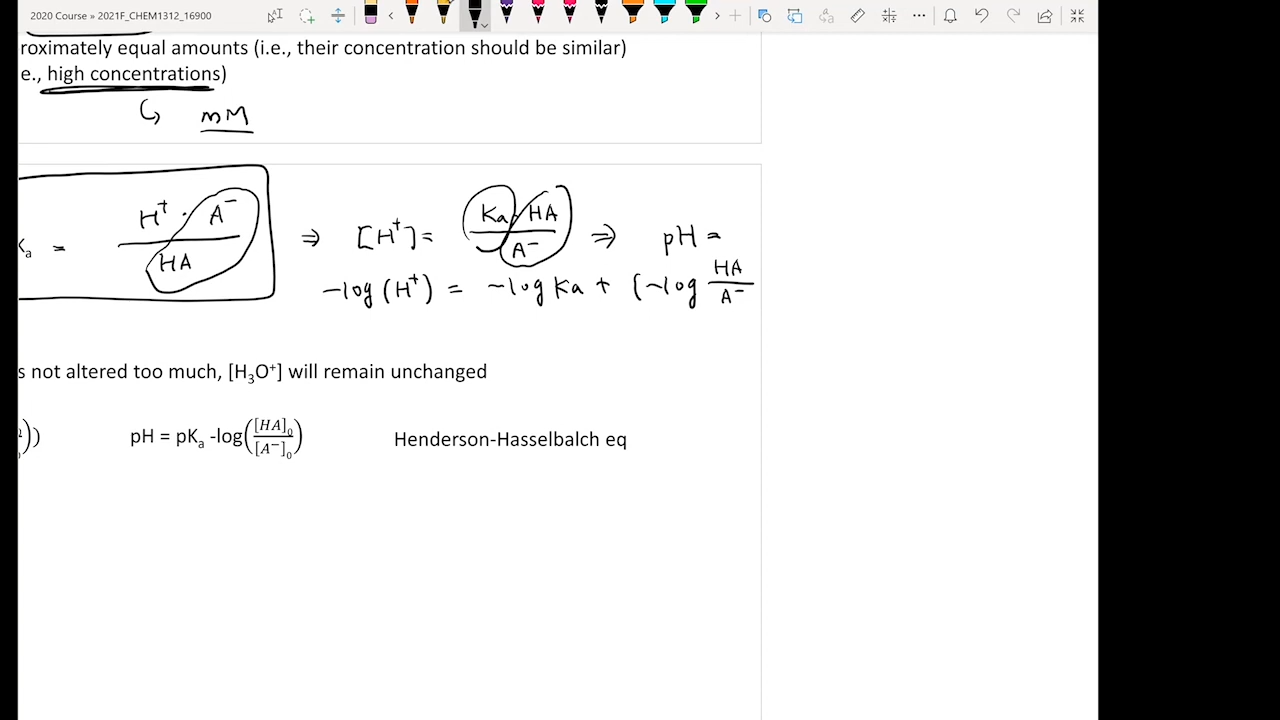 2020 Course » 2021F_CHEM1312_16900
roximately equal amounts (i.e., their concentration should be similar)
e., high concentrations)
↳ mM
Ka = H⁺ · A⁻ / HA ⇒ [H⁺] = Ka · HA / A⁻ ⇒ pH =
-log (H⁺) = -log Ka + (-log HA / A⁻
s not altered too much, [H₃O⁺] will remain unchanged
)) pH = pKₐ -log([HA]₀ / [A⁻]₀) Henderson-Hasselbalch eq